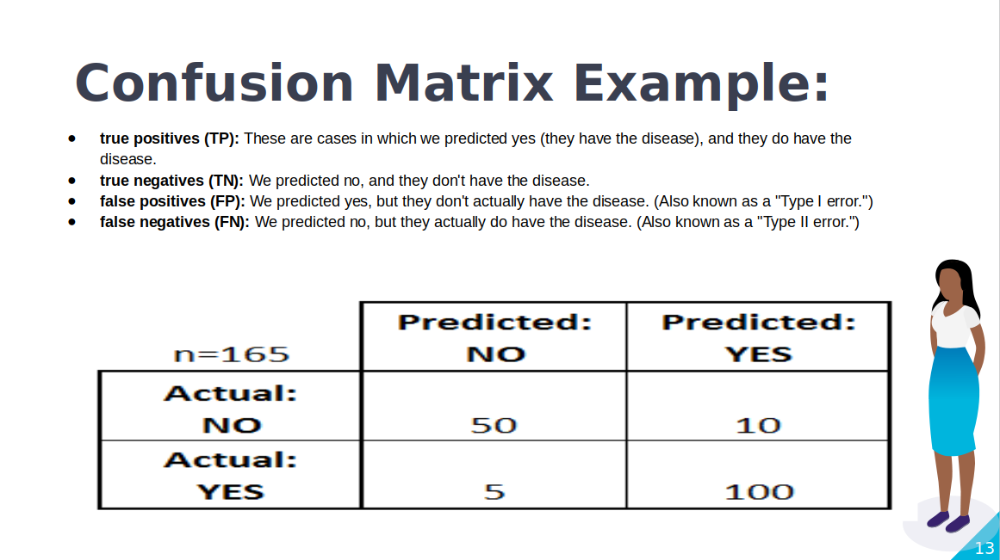 Confusion Matrix Example:
● true positives (TP): These are cases in which we predicted yes (they have the disease), and they do have the
disease.
● true negatives (TN): We predicted no, and they don't have the disease.
● false positives (FP): We predicted yes, but they don't actually have the disease. (Also known as a "Type I error.")
● false negatives (FN): We predicted no, but they actually do have the disease. (Also known as a "Type II error.")
Predicted: Predicted:
n=165 NO YES
Actual:
NO 50 10
Actual:
YES 5 100
13